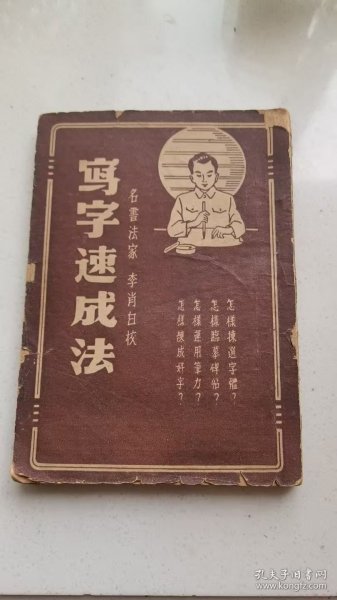 寫字速成法
名書法家 李肖白校
怎樣揀選字體？
怎樣臨摹碑帖？
怎樣運用筆力？
怎樣練成好字？
孔夫子旧书网